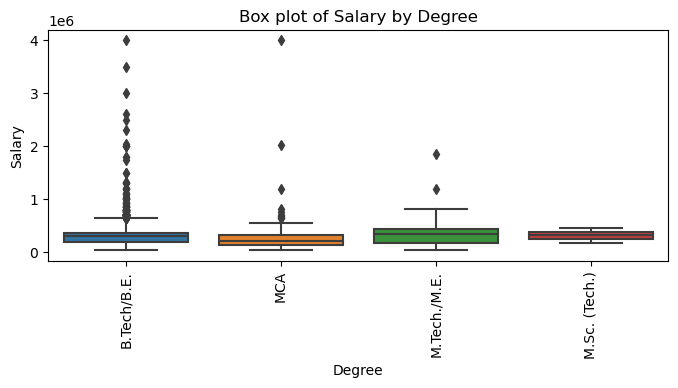 Box plot of Salary by Degree
1e6
4
3
2
1
0
Salary
B.Tech/B.E.
MCA
M.Tech./M.E.
M.Sc. (Tech.)
Degree